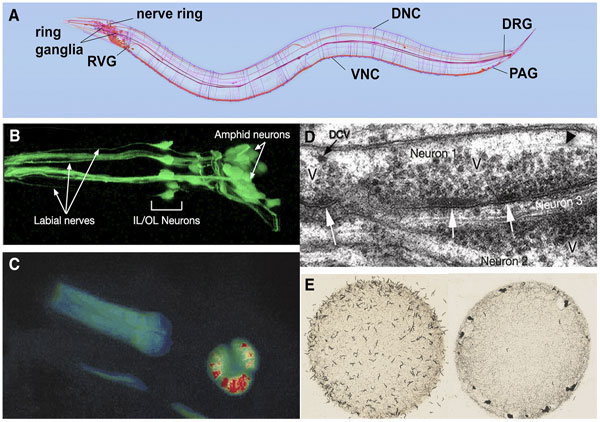 A
nerve ring
ring
ganglia
RVG
DNC
VNC
DRG
PAG
B
Amphid neurons
Labial nerves
IL/OL Neurons
C
D
DCV
Neuron 1
V
V
Neuron 3
V
Neuron 2
E